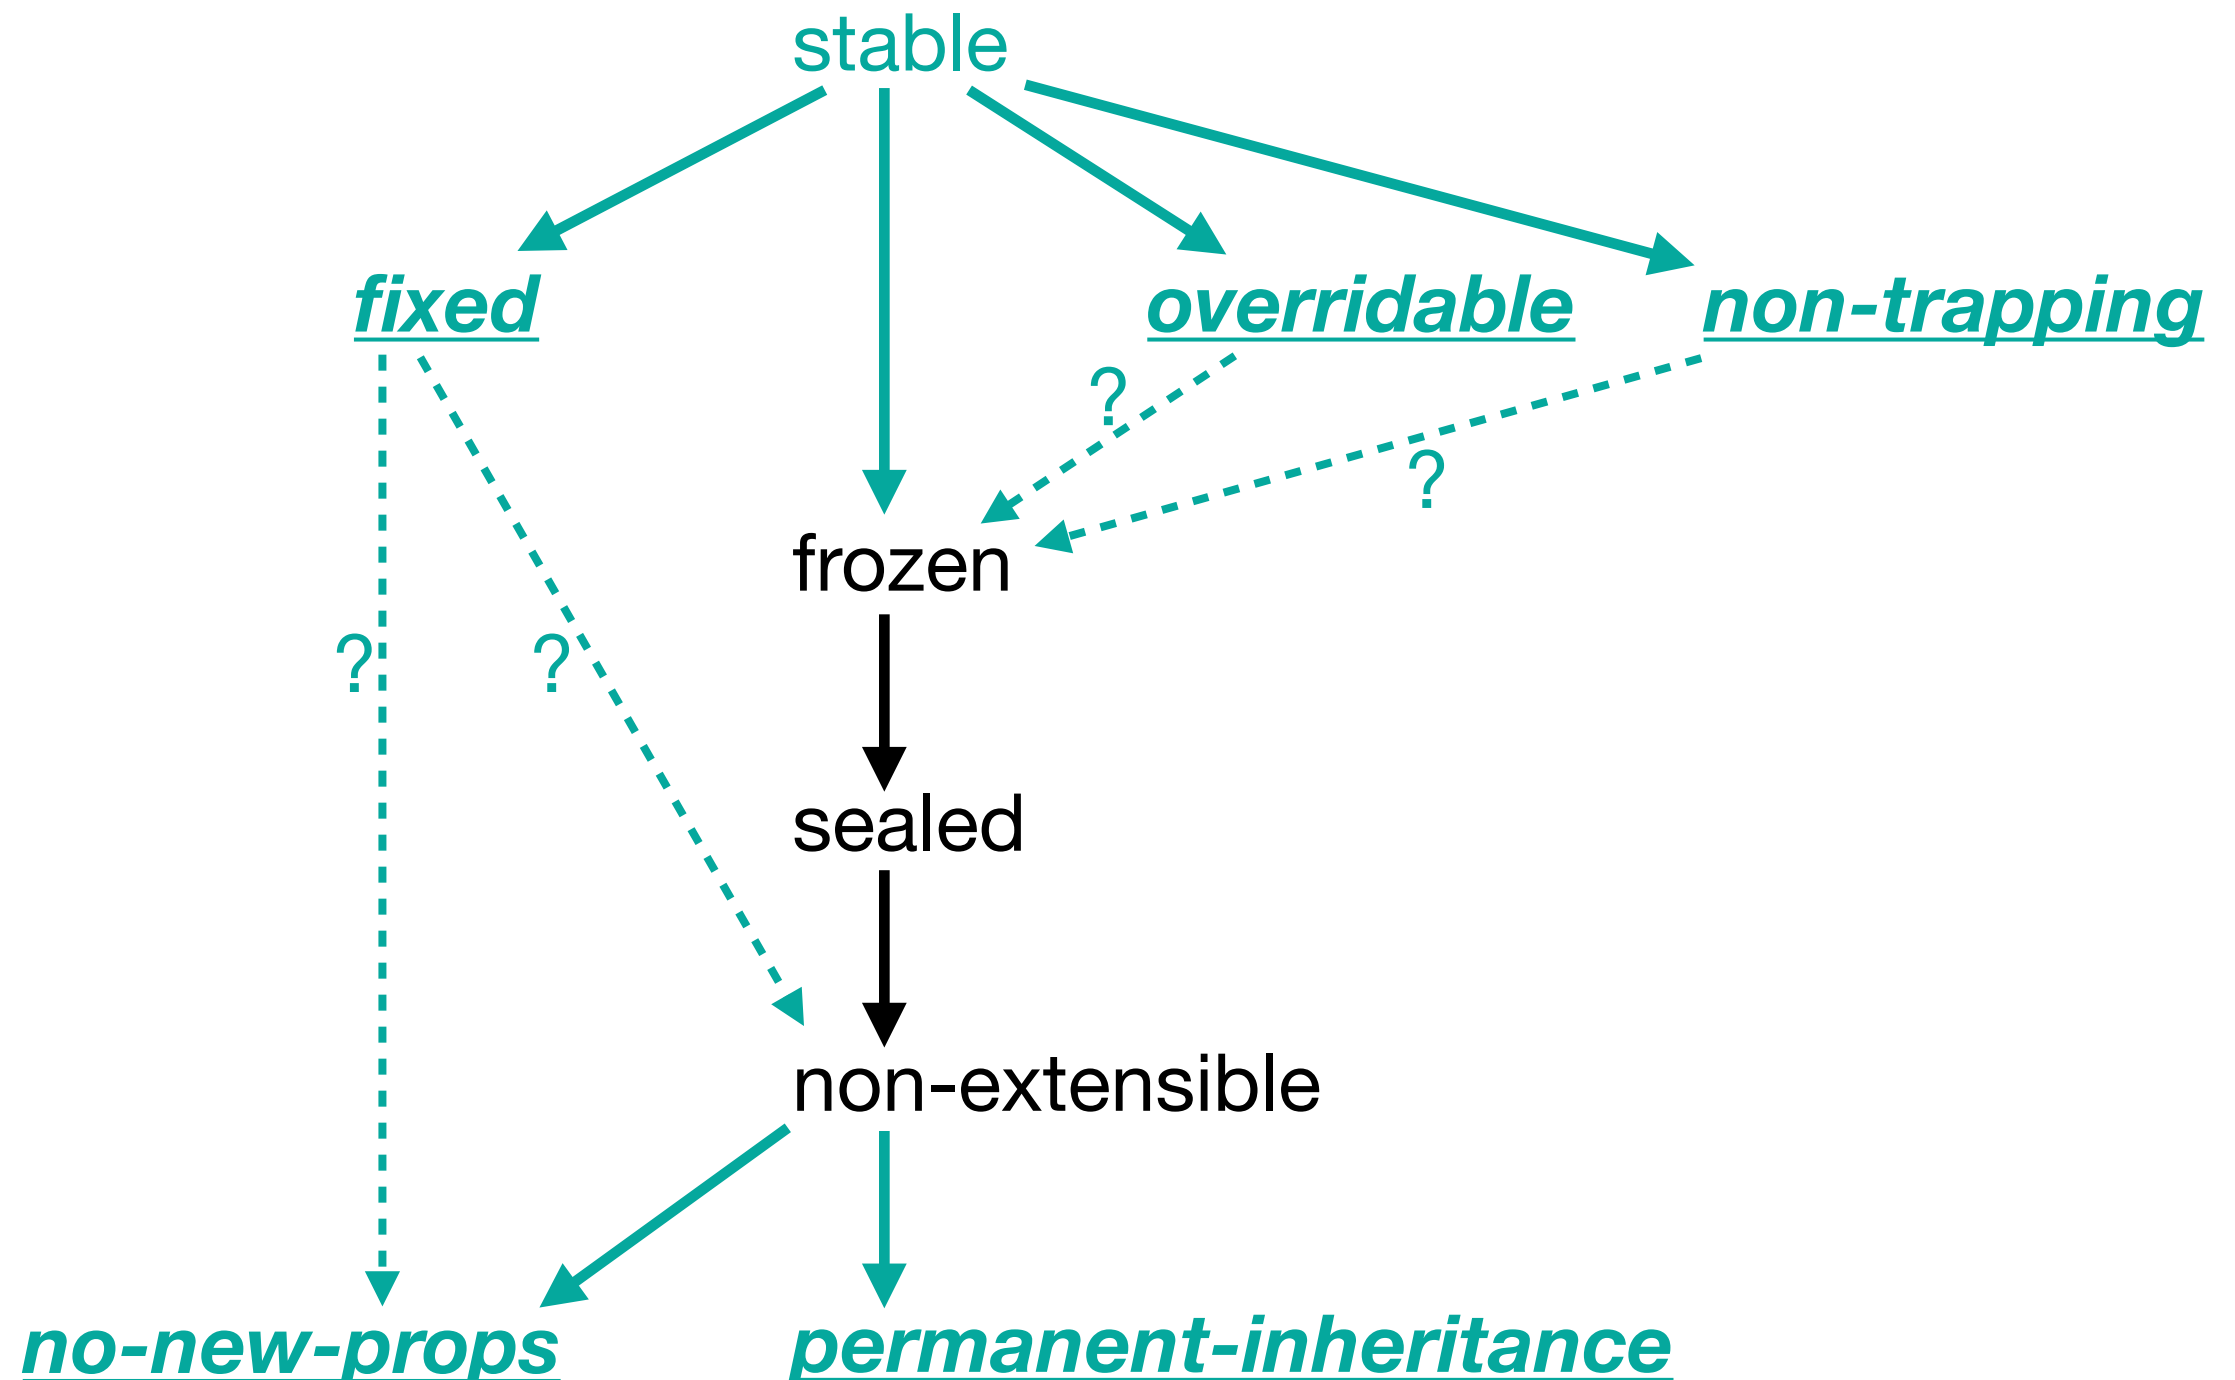 stable
fixed
overridable
non-trapping
?
?
frozen
?
?
sealed
non-extensible
no-new-props
permanent-inheritance